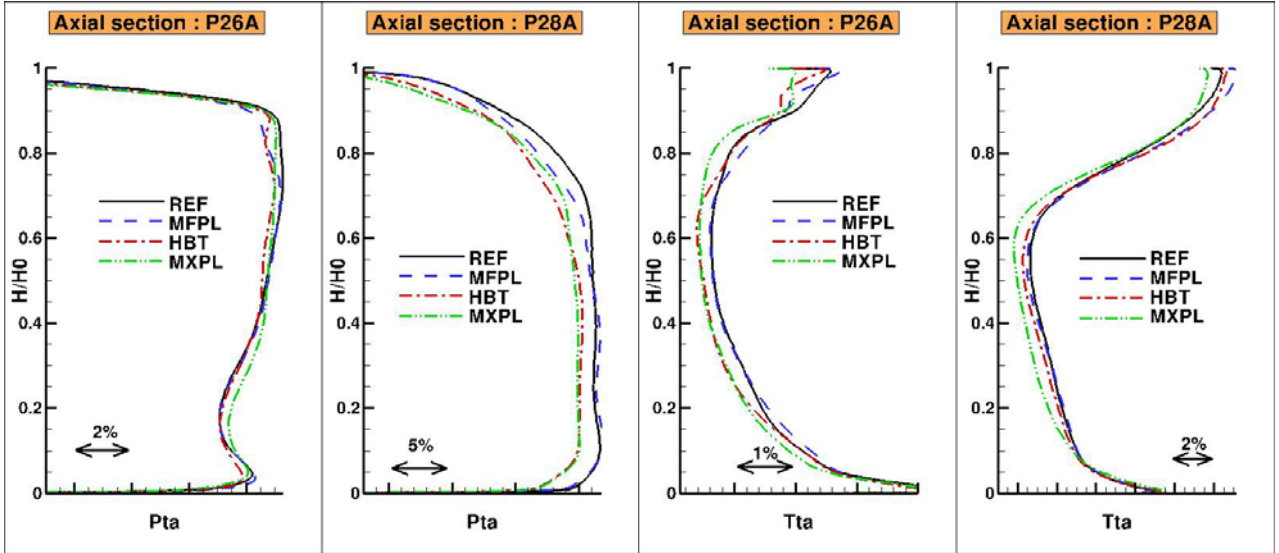 Axial section : P26A
1
0.8
REF
MFPL
HBT
MXPL
0.6
H/H0
0.4
0.2
2%
0
Pta
Axial section : P28A
1
0.8
0.6
H/H0
REF
MFPL
HBT
MXPL
0.4
0.2
5%
0
Pta
Axial section : P26A
1
0.8
REF
MFPL
HBT
MXPL
0.6
H/H0
0.4
0.2
1%
0
Tta
Axial section : P28A
1
0.8
0.6
H/H0
REF
MFPL
HBT
MXPL
0.4
0.2
2%
0
Tta